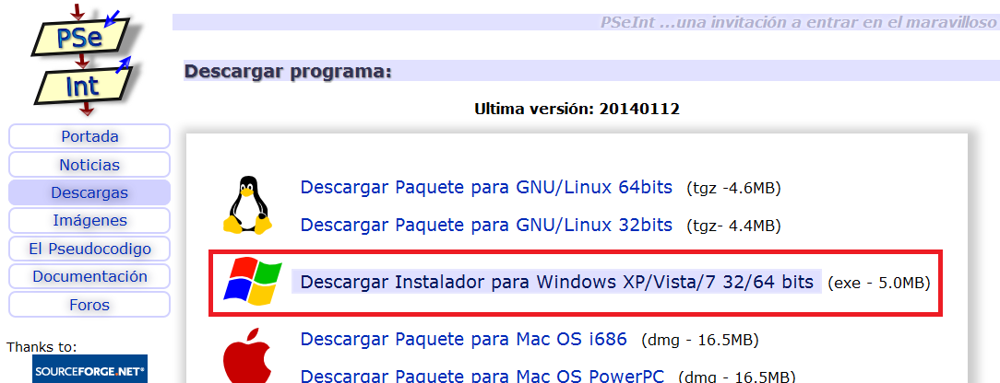 PSe
Int
PSeInt ...una invitación a entrar en el maravilloso
Descargar programa:
Ultima versión: 20140112
Portada
Noticias
Descargas
Imágenes
El Pseudocodigo
Documentación
Foros
Thanks to:
SOURCEFORGE.NET®
Descargar Paquete para GNU/Linux 64bits (tgz -4.6MB)
Descargar Paquete para GNU/Linux 32bits (tgz- 4.4MB)
Descargar Instalador para Windows XP/Vista/7 32/64 bits (exe - 5.0MB)
Descargar Paquete para Mac OS i686 (dmg - 16.5MB)
Descargar Paquete para Mac OS PowerPC (dmg - 16.5MB)